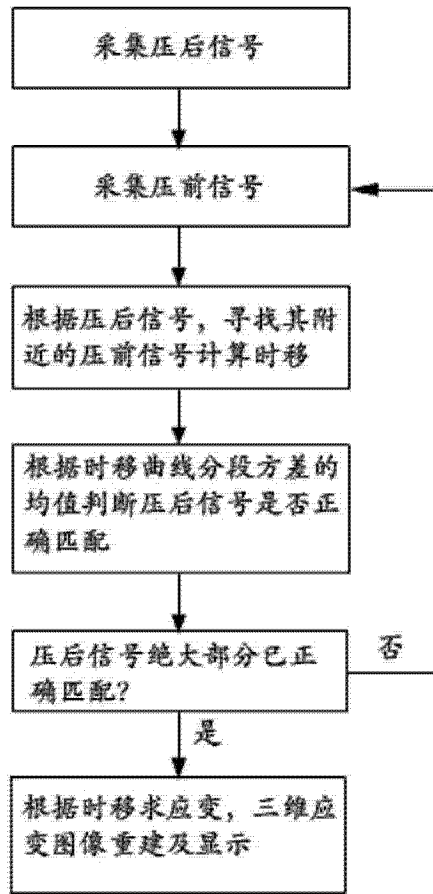 采集压后信号
采集压前信号
根据压后信号，寻找其附
近的压前信号计算时移
根据时移曲线分段方差的
均值判断压后信号是否正
确匹配
压后信号绝大部分已正
确匹配？
否
是
根据时移求应变，三维应
变图像重建及显示